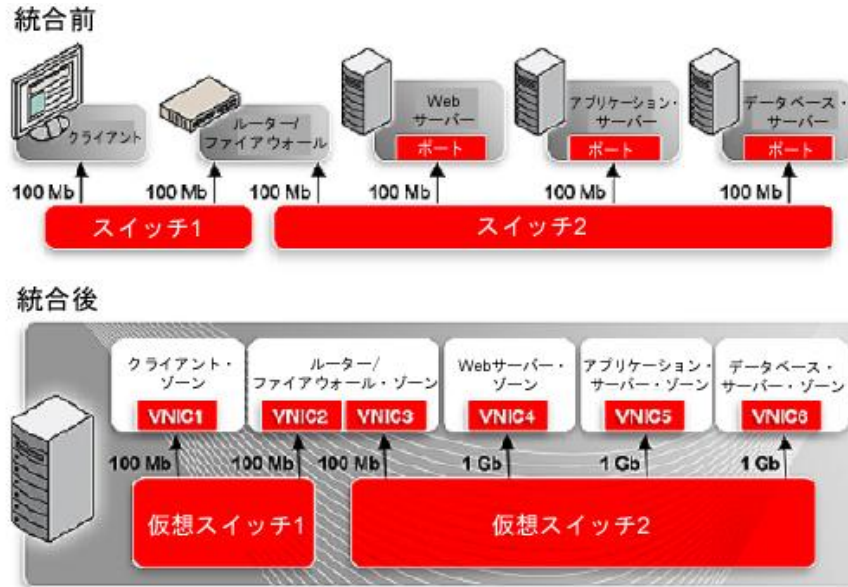 統合前
クライアント
ルーター/
ファイアウォール
Web
サーバー
ポート
アプリケーション・
サーバー
ポート
データベース・
サーバー
ポート
100 Mb
100 Mb
100 Mb
100 Mb
100 Mb
100 Mb
スイッチ1
スイッチ2
統合後
クライアント・
ゾーン
VNIC1
ルーター/
ファイアウォール・ゾーン
VNIC2
VNIC3
Webサーバー・
ゾーン
VNIC4
アプリケーション・
サーバー・ゾーン
VNIC5
データベース・
サーバー・ゾーン
VNIC6
100 Mb
100 Mb
100 Mb
1 Gb
1 Gb
1 Gb
仮想スイッチ1
仮想スイッチ2